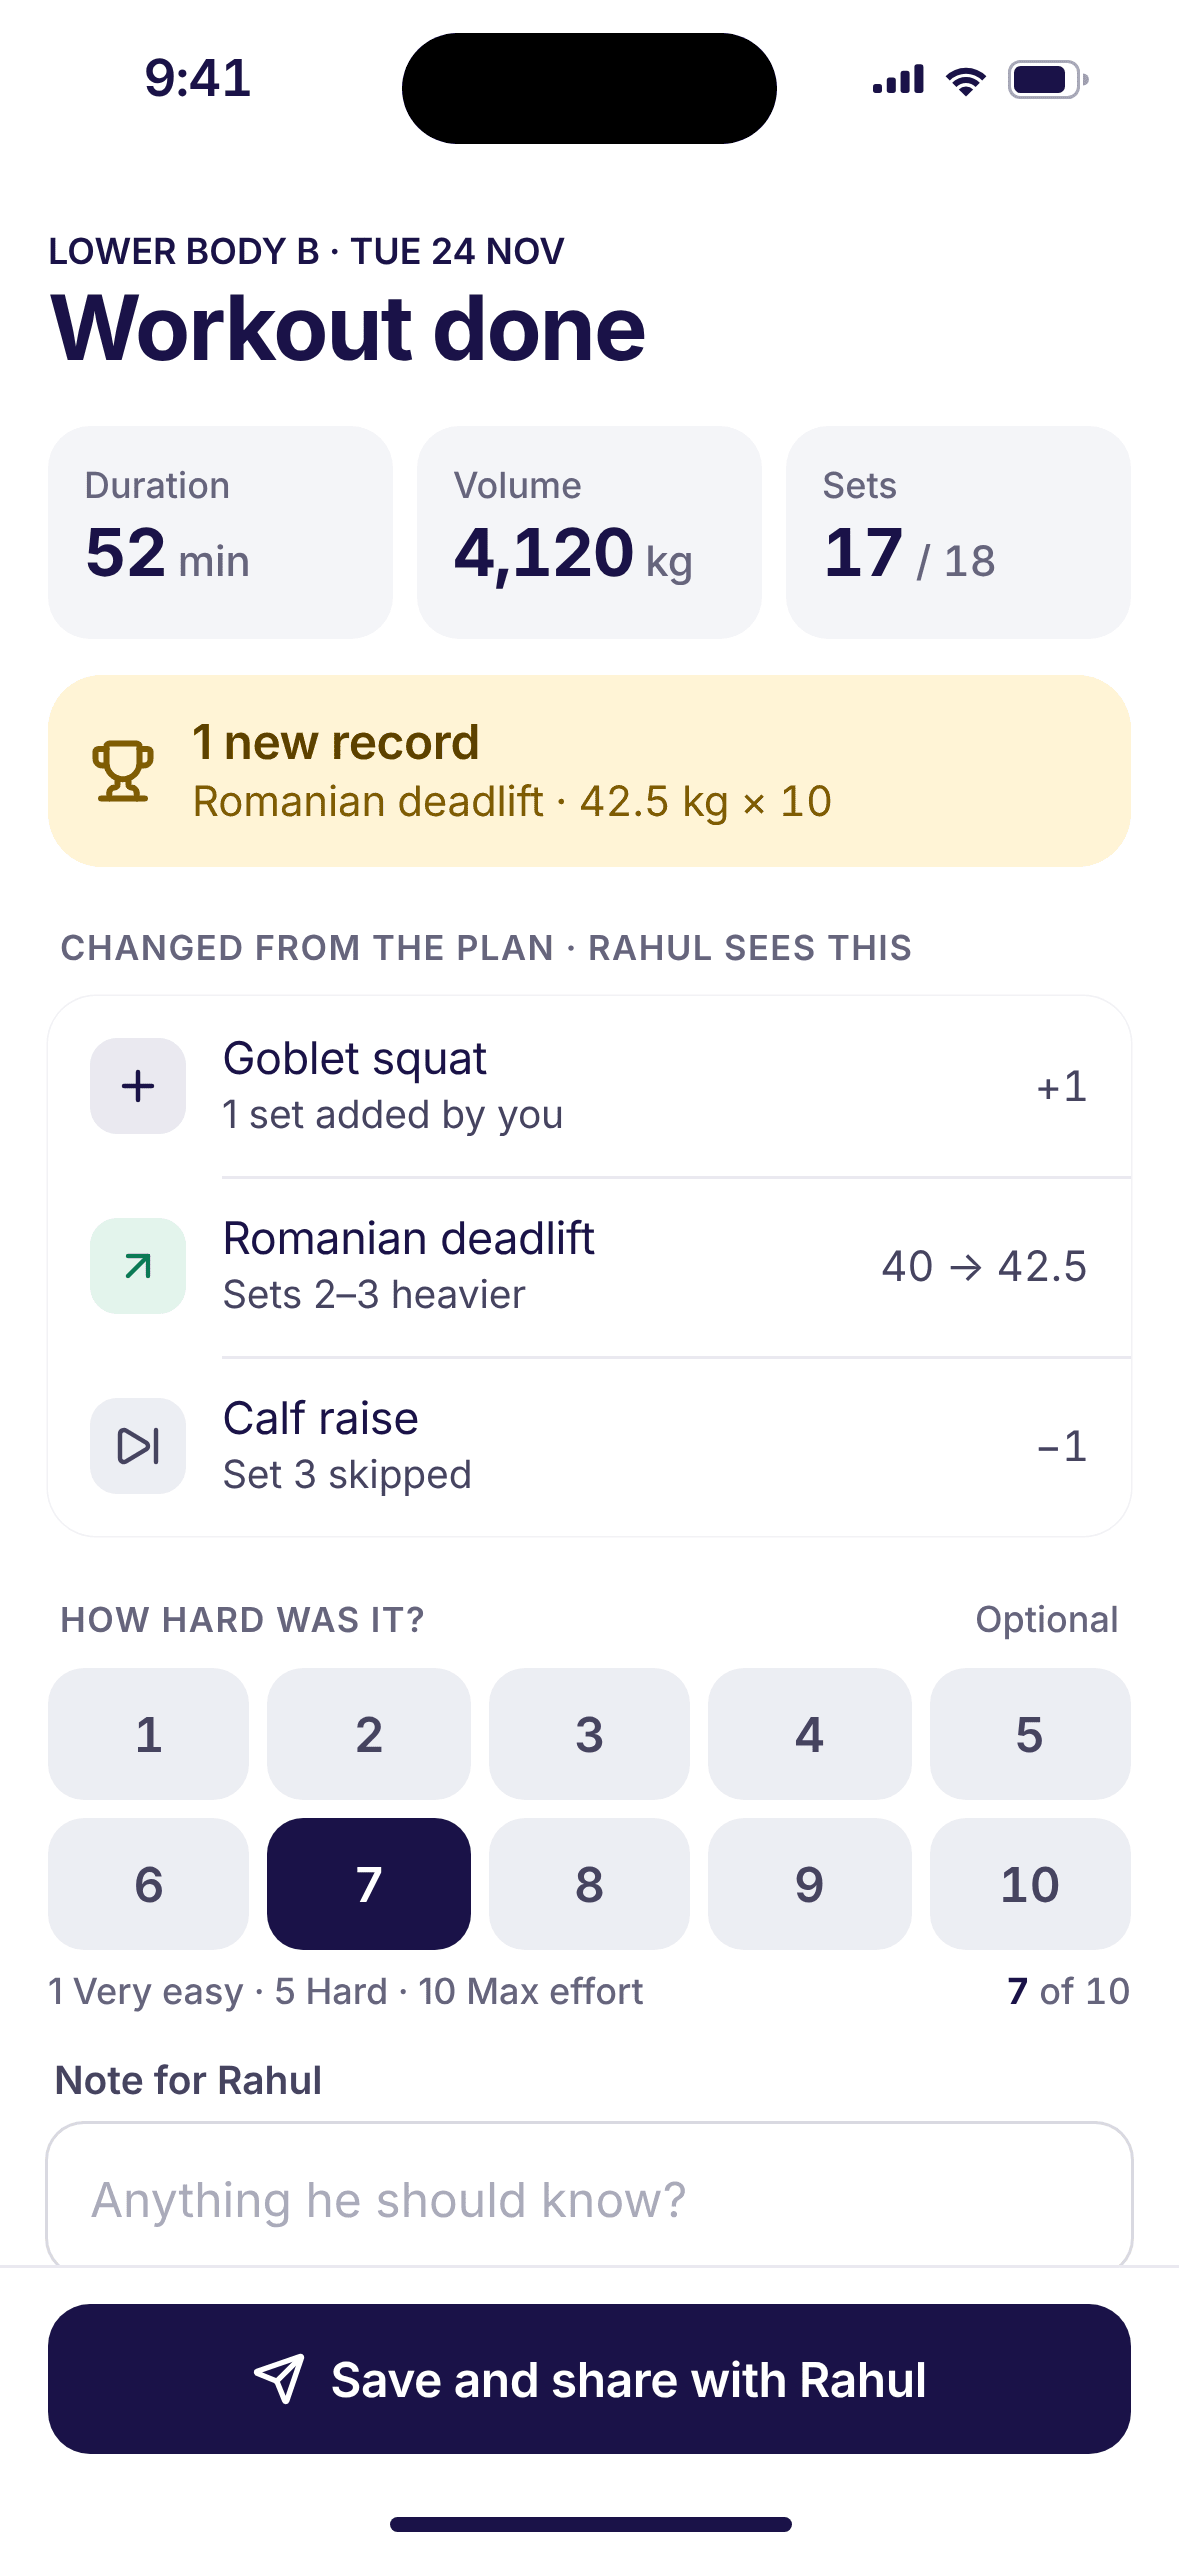 9:41
LOWER BODY B · TUE 24 NOV
Workout done
Duration
52 min
Volume
4,120 kg
Sets
17 / 18
1 new record
Romanian deadlift · 42.5 kg × 10
CHANGED FROM THE PLAN · RAHUL SEES THIS
Goblet squat
1 set added by you
+1
Romanian deadlift
Sets 2–3 heavier
40 → 42.5
Calf raise
Set 3 skipped
−1
HOW HARD WAS IT?
Optional
1 2 3 4 5
6 7 8 9 10
1 Very easy · 5 Hard · 10 Max effort
7 of 10
Note for Rahul
Anything he should know?
Save and share with Rahul